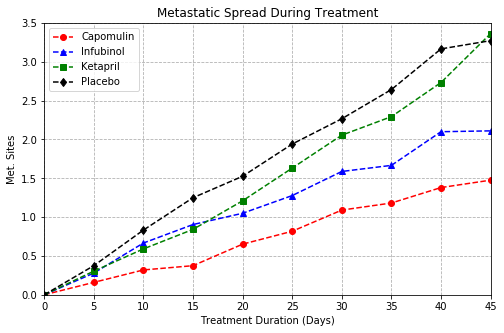 Metastatic Spread During Treatment
Capomulin
Infubinol
Ketapril
Placebo
Met. Sites
3.5
3.0
2.5
2.0
1.5
1.0
0.5
0.0
0 5 10 15 20 25 30 35 40 45
Treatment Duration (Days)